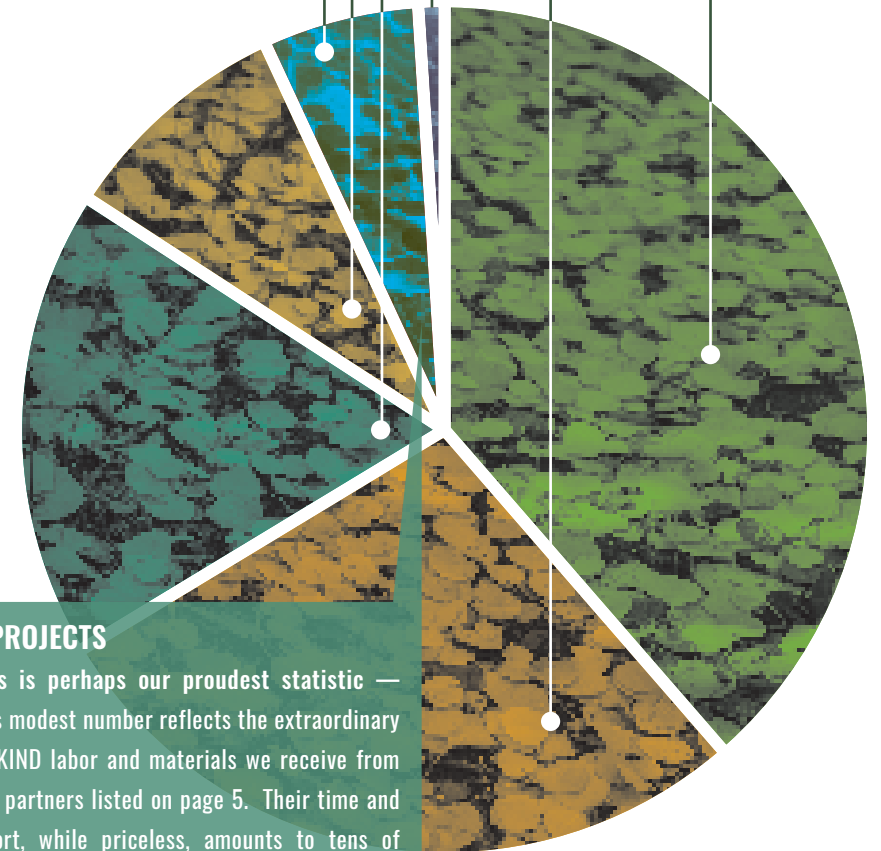 PROJECTS
is perhaps our proudest statistic —
modest number reflects the extraordinary
KIND labor and materials we receive from
partners listed on page 5. Their time and
while priceless, amounts to tens of